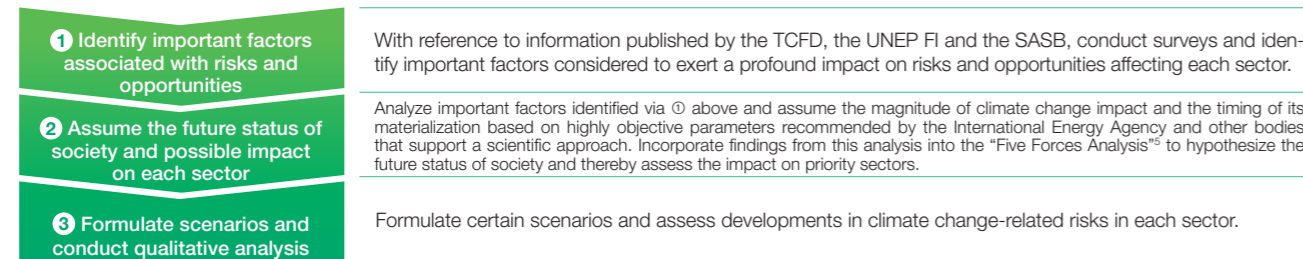 ① Identify important factors
associated with risks and
opportunities
With reference to information published by the TCFD, the UNEP FI and the SASB, conduct surveys and iden-
tify important factors considered to exert a profound impact on risks and opportunities affecting each sector.
② Assume the future status of
society and possible impact
on each sector
Analyze important factors identified via ① above and assume the magnitude of climate change impact and the timing of its
materialization based on highly objective parameters recommended by the International Energy Agency and other bodies
that support a scientific approach. Incorporate findings from this analysis into the “Five Forces Analysis”⁵ to hypothesize the
future status of society and thereby assess the impact on priority sectors.
③ Formulate scenarios and
conduct qualitative analysis
Formulate certain scenarios and assess developments in climate change-related risks in each sector.